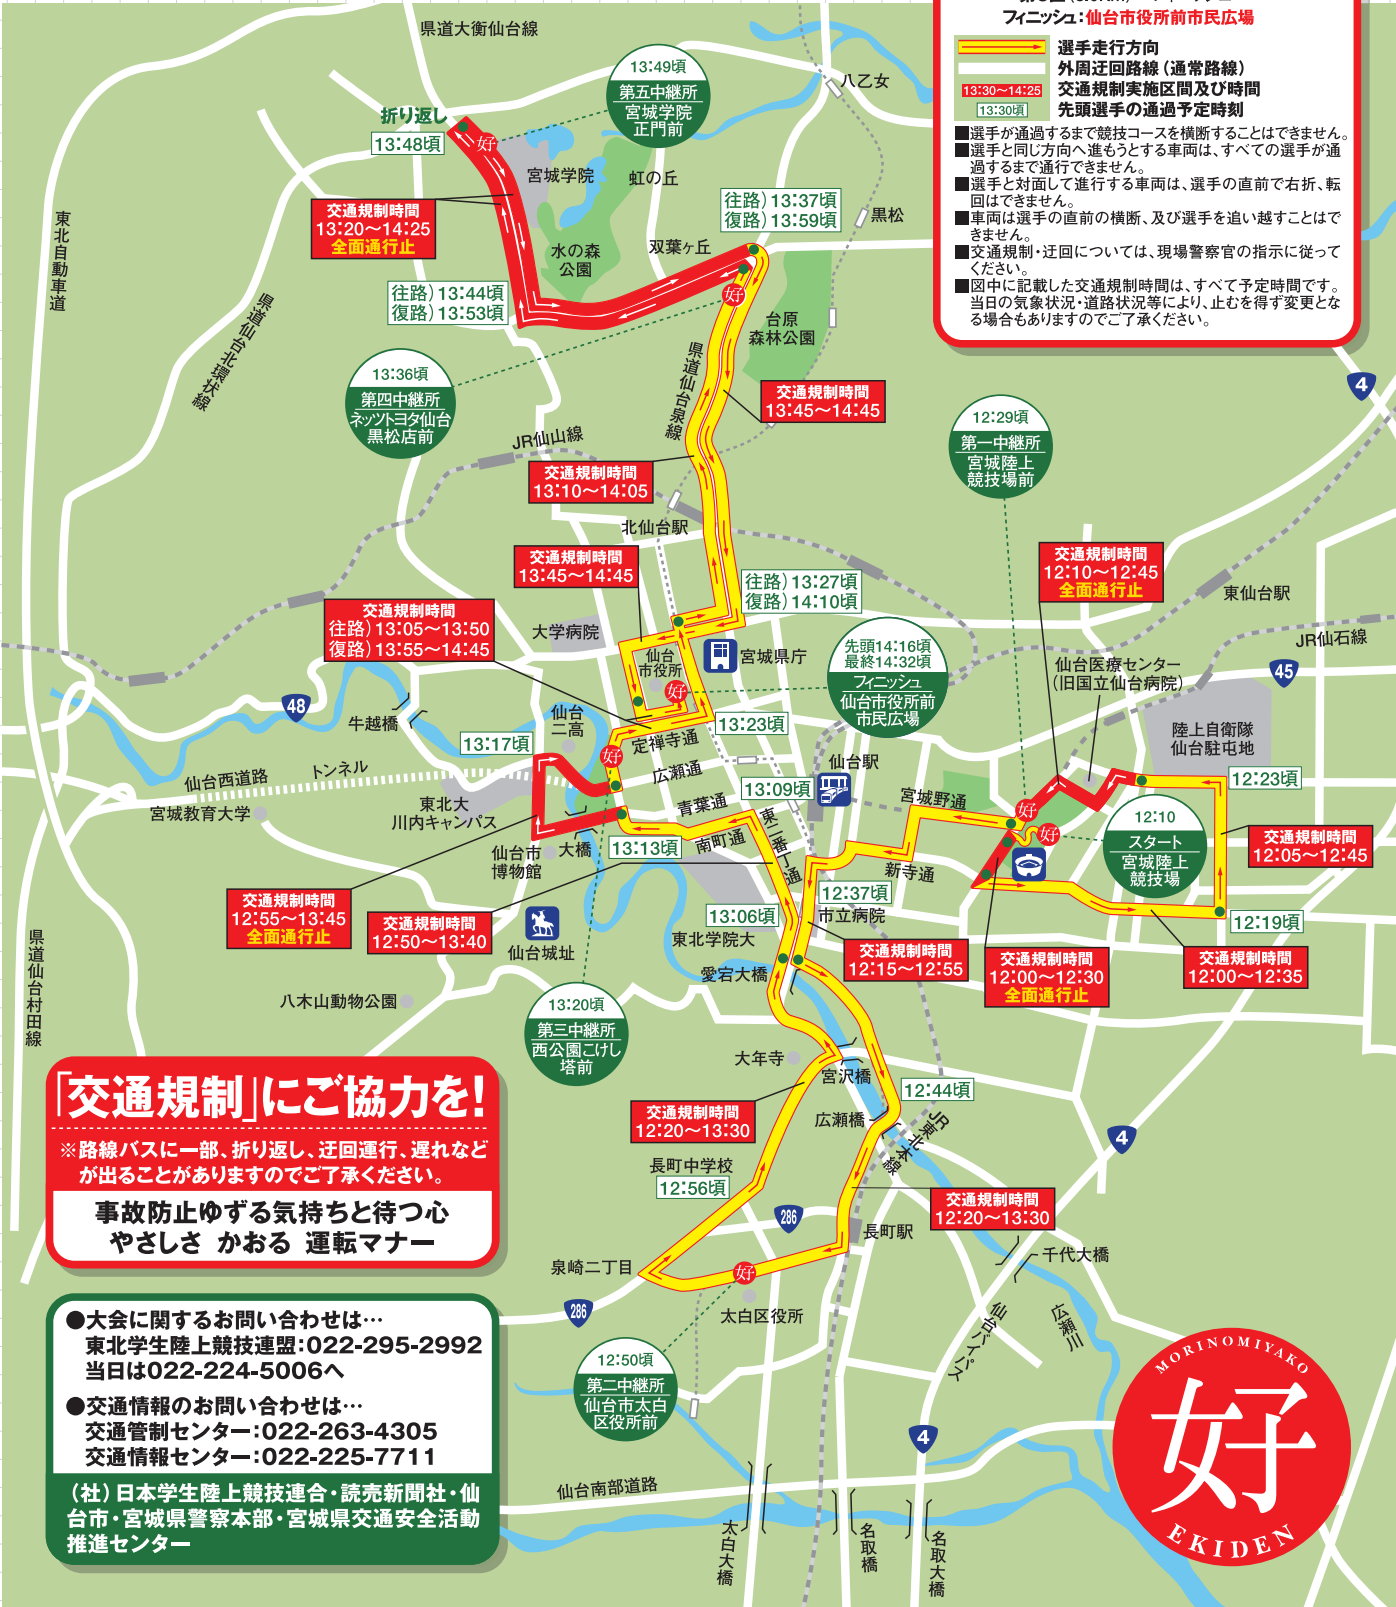 フィニッシュ:仙台市役所前市民広場
選手走行方向
外周迂回路線(通常路線)
13:30〜14:25
交通規制実施区間及び時間
13:30頃
先頭選手の通過予定時刻
■選手が通過するまで競技コースを横断することはできません。
■選手と同じ方向へ進もうとする車両は、すべての選手が通
過するまで通行できません。
■選手と対面して進行する車両は、選手の直前で右折、転
回はできません。
■車両は選手の直前の横断、及び選手を追い越すことはで
きません。
■交通規制・迂回については、現場警察官の指示に従って
ください。
■図中に記載した交通規制時間は、すべて予定時間です。
当日の気象状況・道路状況等により、止むを得ず変更とな
る場合もありますのでご了承ください。
県道大衡仙台線
13:49頃
第五中継所
宮城学院
正門前
八乙女
折り返し
13:48頃
好
宮城学院
虹の丘
往路)13:37頃
復路)13:59頃
黒松
交通規制時間
13:20〜14:25
全面通行止
東北自動車道
水の森
公園
双葉ヶ丘
往路)13:44頃
復路)13:53頃
好
県道仙台北環状線
台原
森林公園
13:36頃
第四中継所
ネッツトヨタ仙台
黒松店前
県道仙台泉線
交通規制時間
13:45〜14:45
4
12:29頃
第一中継所
宮城陸上
競技場前
JR仙山線
交通規制時間
13:10〜14:05
北仙台駅
交通規制時間
13:45〜14:45
往路)13:27頃
復路)14:10頃
交通規制時間
12:10〜12:45
全面通行止
東仙台駅
JR仙石線
交通規制時間
往路)13:05〜13:50
復路)13:55〜14:45
大学病院
仙台
市役所
宮城県庁
好
先頭14:16頃
最終14:32頃
フィニッシュ
仙台市役所前
市民広場
仙台医療センター
(旧国立仙台病院)
45
48
牛越橋
仙台
二高
13:23頃
陸上自衛隊
仙台駐屯地
13:17頃
好
定禅寺通
仙台駅
12:23頃
仙台西道路
トンネル
広瀬通
13:09頃
宮城教育大学
東北大
川内キャンパス
青葉通
宮城野通
好
好
12:10
スタート
宮城陸上
競技場
交通規制時間
12:05〜12:45
大橋
仙台市
博物館
13:13頃
南町通
東二番丁通
新寺通
12:37頃
交通規制時間
12:55〜13:45
全面通行止
交通規制時間
12:50〜13:40
仙台城址
13:06頃
市立病院
12:19頃
東北学院大
交通規制時間
12:15〜12:55
交通規制時間
12:00〜12:30
全面通行止
交通規制時間
12:00〜12:35
愛宕大橋
県道仙台村田線
八木山動物公園
13:20頃
第三中継所
西公園こけし
塔前
大年寺
宮沢橋
12:44頃
交通規制時間
12:20〜13:30
広瀬橋
JR東北本線
4
長町中学校
12:56頃
交通規制時間
12:20〜13:30
286
長町駅
千代大橋
泉崎二丁目
好
286
太白区役所
仙台バイパス
広瀬川
12:50頃
第二中継所
仙台市太白
区役所前
4
仙台南部道路
太白大橋
名取橋
名取大橋
「交通規制」にご協力を!
※路線バスに一部、折り返し、迂回運行、遅れなど
が出ることがありますのでご了承ください。
事故防止ゆずる気持ちと待つ心
やさしさ かおる 運転マナー
●大会に関するお問い合わせは…
東北学生陸上競技連盟:022-295-2992
当日は022-224-5006へ
●交通情報のお問い合わせは…
交通管制センター:022-263-4305
交通情報センター:022-225-7711
(社)日本学生陸上競技連合・読売新聞社・仙
台市・宮城県警察本部・宮城県交通安全活動
推進センター
MORINOMIYAKO
好
EKIDEN